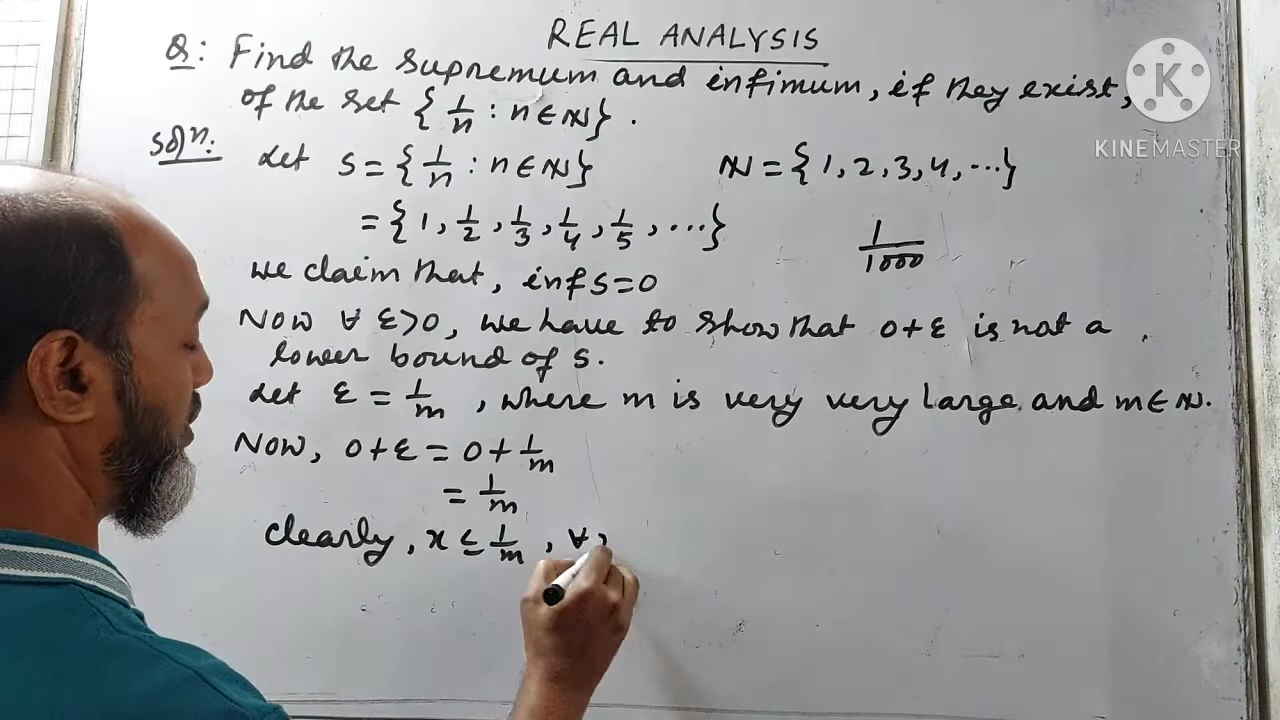 REAL ANALYSIS
Q: Find the supremum and infimum, if they exist,
of the set {1/n : n ∈ ℕ}.
Soln: Let S = {1/n : n ∈ ℕ} ℕ = {1, 2, 3, 4, ...}
= {1, 1/2, 1/3, 1/4, 1/5, ...} 1/1000
We claim that, inf S = 0
Now ∀ ε > 0, we have to show that 0 + ε is not a
lower bound of S.
Let ε = 1/m, where m is very very large and m ∈ ℕ.
Now, 0 + ε = 0 + 1/m
= 1/m
Clearly, x ≤ 1/m, ∀
K
KINEMASTER